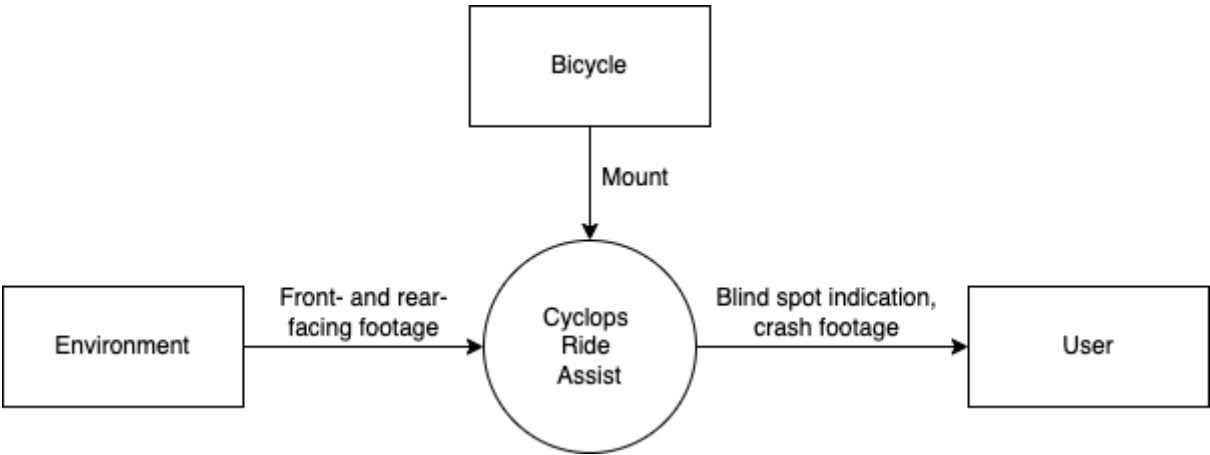 Bicycle
Mount
Front- and rear-
facing footage
Blind spot indication,
crash footage
Environment
Cyclops
Ride
Assist
User